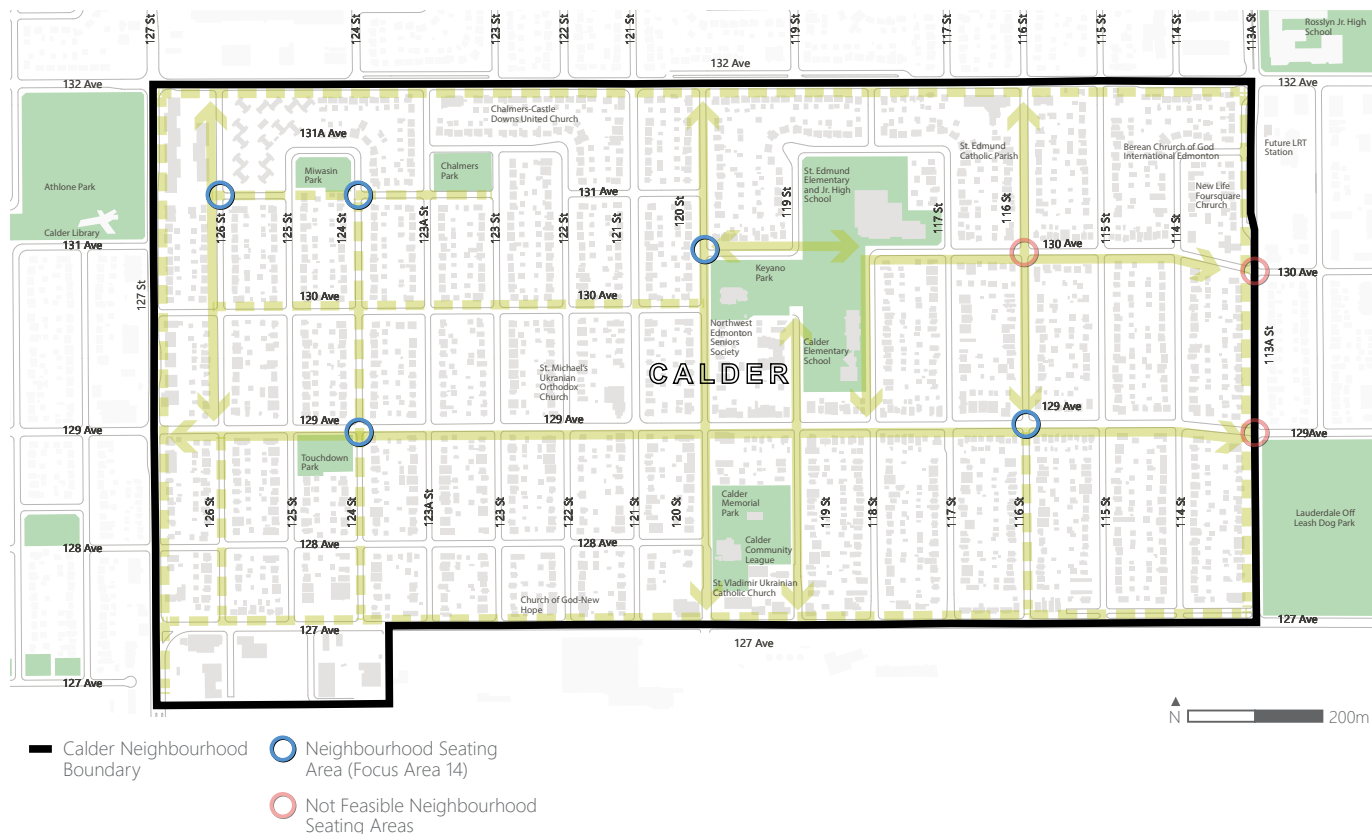 127 St
124 St
123 St
122 St
121 St
119 St
117 St
116 St
115 St
114 St
113A St
Rosslyn Jr. High
School
132 Ave
132 Ave
132 Ave
Chalmers-Castle
Downs United Church
131A Ave
St. Edmund
Catholic Parish
Berean Church of God
International Edmonton
Future LRT
Station
Miwasin
Park
Chalmers
Park
St. Edmund
Elementary
and Jr. High
School
New Life
Foursquare
Church
Athlone Park
Calder Library
131 Ave
131 Ave
126 St
125 St
124 St
123A St
123 St
122 St
121 St
120 St
119 St
117 St
116 St
115 St
114 St
130 Ave
130 Ave
127 St
130 Ave
130 Ave
Keyano
Park
Northwest
Edmonton
Seniors
Society
Calder
Elementary
School
113A St
St. Michael's
Ukranian
Orthodox
Church
CALDER
129 Ave
129 Ave
129 Ave
129 Ave
129Ave
Touchdown
Park
126 St
125 St
124 St
123A St
123 St
122 St
121 St
120 St
Calder
Memorial
Park
119 St
118 St
117 St
116 St
115 St
114 St
Lauderdale Off
Leash Dog Park
128 Ave
128 Ave
128 Ave
Calder
Community
League
St. Vladimir Ukrainian
Catholic Church
Church of God-New
Hope
127 Ave
127 Ave
127 Ave
127 Ave
N
200m
Calder Neighbourhood
Boundary
Neighbourhood Seating
Area (Focus Area 14)
Not Feasible Neighbourhood
Seating Areas